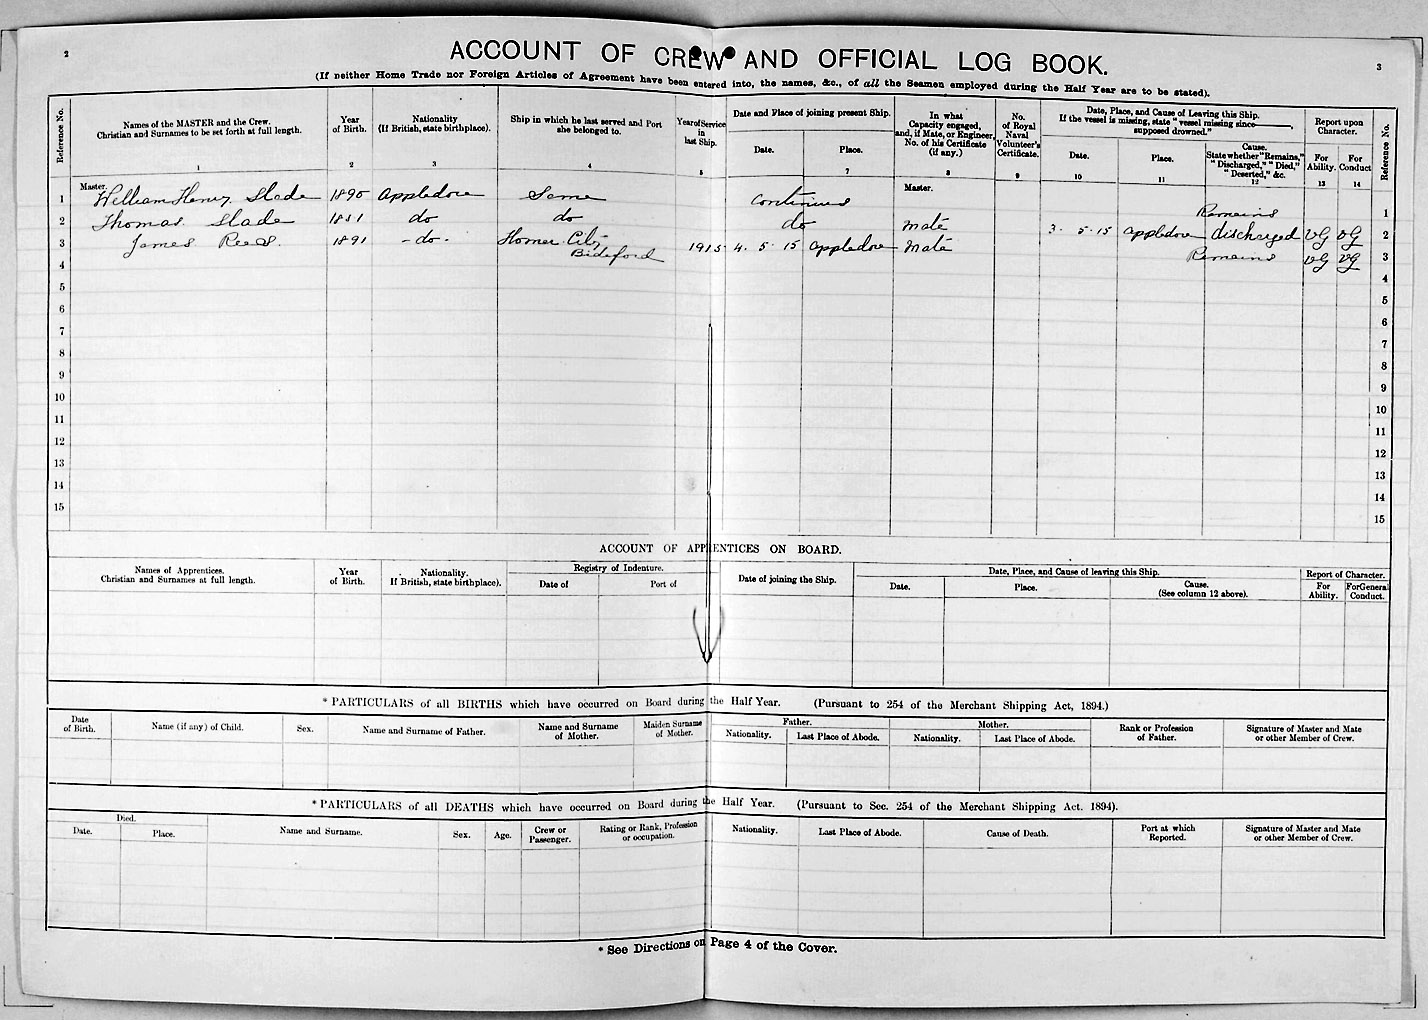 2
3
ACCOUNT OF CREW AND OFFICIAL LOG BOOK.
(If neither Home Trade nor Foreign Articles of Agreement have been entered into, the names, &c., of all the Seamen employed during the Half Year are to be stated).
Reference No.
Names of the MASTER and the Crew.
Christian and Surnames to be set forth at full length.
1
Year
of Birth.
2
Nationality
(If British, state birthplace).
3
Ship in which he last served and Port
she belonged to.
4
Year of Service
in
last Ship.
5
Date and Place of joining present Ship.
Date.
Place.
7
In what
Capacity engaged,
and, if Mate, or Engineer,
No. of his Certificate
(if any.)
8
No.
of Royal
Naval
Volunteer's
Certificate.
9
Date, Place, and Cause of Leaving this Ship.
If the vessel is missing, state "vessel missing since
supposed drowned."
Date.
10
Place.
11
Cause.
State whether "Remains,"
"Discharged," "Died,"
"Deserted," &c.
12
Report upon
Character.
For
Ability.
13
For
Conduct
14
Reference No.
1 Master. William Henry Slade 1890 Appledore Same Continues Master. Remains 1
2 Thomas Slade 1851 do do do Mate 3 . 5 . 15 Appledore discharged VG VG 2
3 James Rees. 1891 - do - Homer City Bideford 1915 4 . 5 . 15 Appledore Mate Remains VG VG 3
4 4
5 5
6 6
7 7
8 8
9 9
10 10
11 11
12 12
13 13
14 14
15 15
ACCOUNT OF APPRENTICES ON BOARD.
Names of Apprentices.
Christian and Surnames at full length.
Year
of Birth.
Nationality.
If British, state birthplace).
Registry of Indenture.
Date of
Port of
Date of joining the Ship.
Date, Place, and Cause of leaving this Ship.
Date.
Place.
Cause.
(See column 12 above).
Report of Character.
For
Ability.
For General
Conduct.
* PARTICULARS of all BIRTHS which have occurred on Board during the Half Year. (Pursuant to 254 of the Merchant Shipping Act, 1894.)
Date
of Birth.
Name (if any) of Child.
Sex.
Name and Surname of Father.
Name and Surname
of Mother.
Maiden Surname
of Mother.
Father.
Nationality.
Last Place of Abode.
Mother.
Nationality.
Last Place of Abode.
Rank or Profession
of Father.
Signature of Master and Mate
or other Member of Crew.
* PARTICULARS of all DEATHS which have occurred on Board during the Half Year. (Pursuant to Sec. 254 of the Merchant Shipping Act. 1894).
Died.
Date.
Place.
Name and Surname.
Sex.
Age.
Crew or
Passenger.
Rating or Rank, Profession
or occupation.
Nationality.
Last Place of Abode.
Cause of Death.
Port at which
Reported.
Signature of Master and Mate
or other Member of Crew.
* See Directions on Page 4 of the Cover.